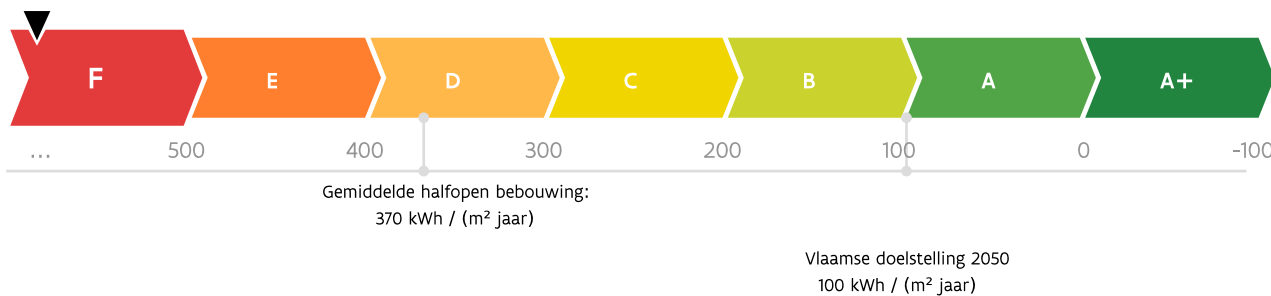 F E D C B A A+
... 500 400 300 200 100 0 -100
Gemiddelde halfopen bebouwing:
370 kWh / (m² jaar)
Vlaamse doelstelling 2050
100 kWh / (m² jaar)